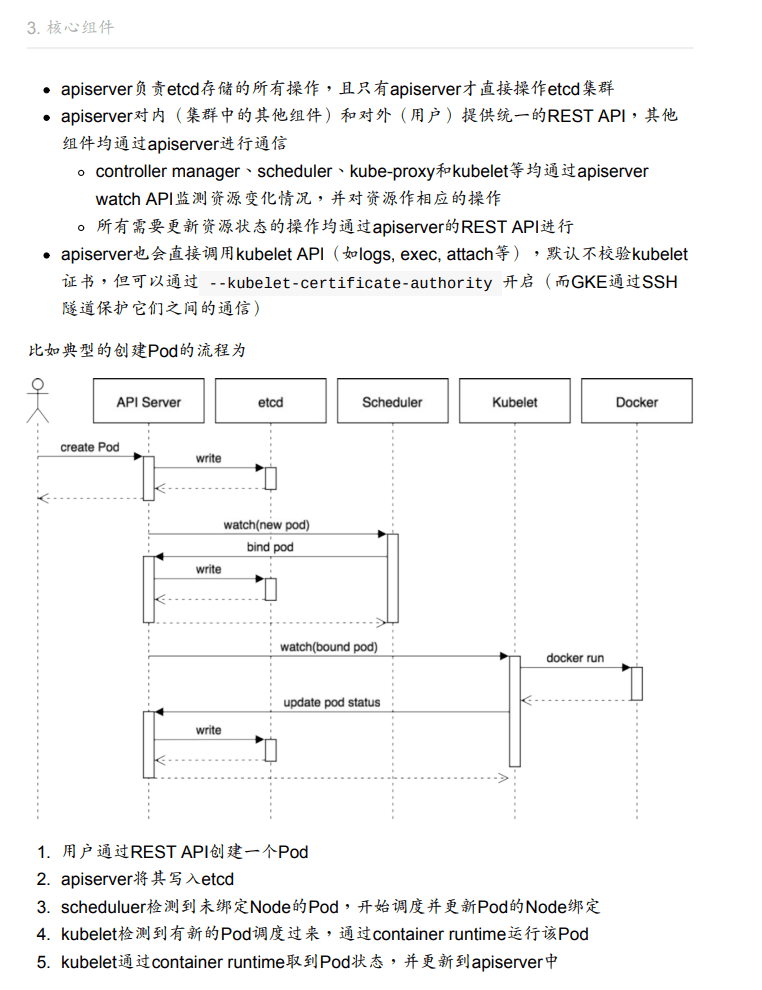 3. 核心组件
apiserver负责etcd存储的所有操作，且只有apiserver才直接操作etcd集群
apiserver对内（集群中的其他组件）和对外（用户）提供统一的REST API，其他
组件均通过apiserver进行通信
controller manager、scheduler、kube-proxy和kubelet等均通过apiserver
watch API监测资源变化情况，并对资源作相应的操作
所有需要更新资源状态的操作均通过apiserver的REST API进行
apiserver也会直接调用kubelet API（如logs, exec, attach等），默认不校验kubelet
证书，但可以通过 --kubelet-certificate-authority 开启（而GKE通过SSH
隧道保护它们之间的通信）
比如典型的创建Pod的流程为
API Server etcd Scheduler Kubelet Docker
create Pod
write
watch(new pod)
bind pod
write
watch(bound pod)
docker run
update pod status
write
1. 用户通过REST API创建一个Pod
2. apiserver将其写入etcd
3. scheduluer检测到未绑定Node的Pod，开始调度并更新Pod的Node绑定
4. kubelet检测到有新的Pod调度过来，通过container runtime运行该Pod
5. kubelet通过container runtime取到Pod状态，并更新到apiserver中